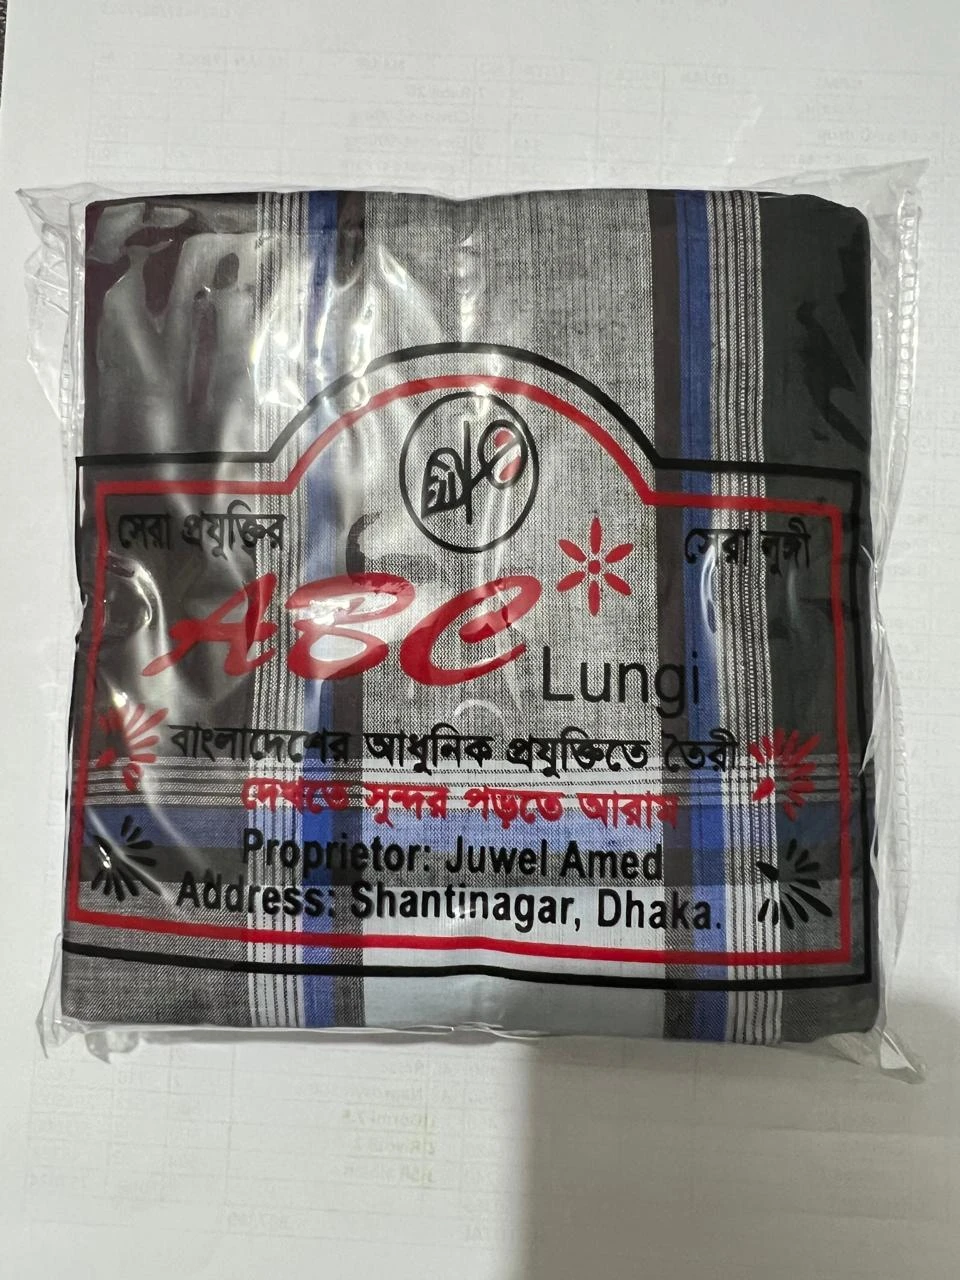 সেরা প্রযুক্তির
সেরা লুঙ্গী
ABC
Lungi
বাংলাদেশের আধুনিক প্রযুক্তিতে তৈরী
দেখতে সুন্দর পড়তে আরাম
Proprietor: Juwel Amed
Address: Shantinagar, Dhaka.